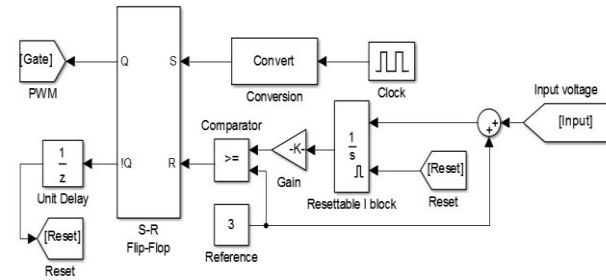 [Gate]
PWM
Q
S
Convert
Conversion
Clock
Input voltage
[Input]
Comparator
1
s
+
+
!Q
R
>=
-K-
Gain
[Reset]
Reset
Resettable I block
1
z
Unit Delay
[Reset]
Reset
S-R
Flip-Flop
3
Reference